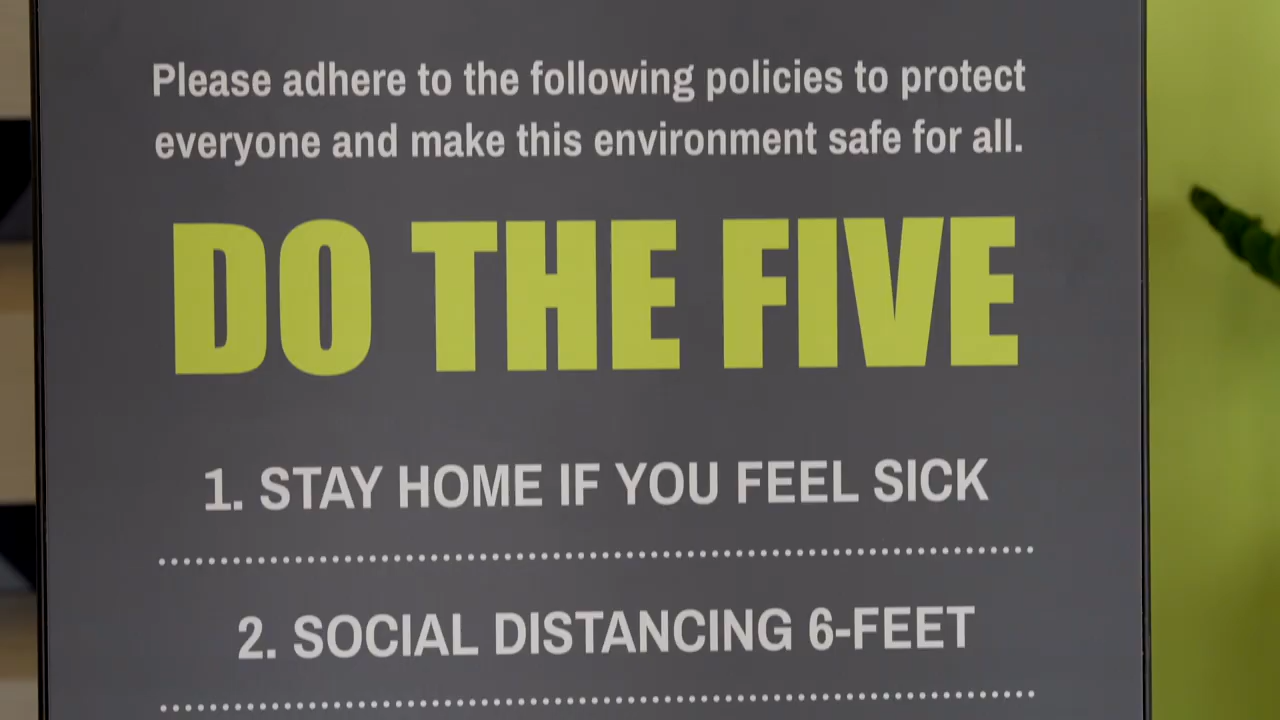 Please adhere to the following policies to protect
everyone and make this environment safe for all.
DO THE FIVE
1. STAY HOME IF YOU FEEL SICK
2. SOCIAL DISTANCING 6-FEET